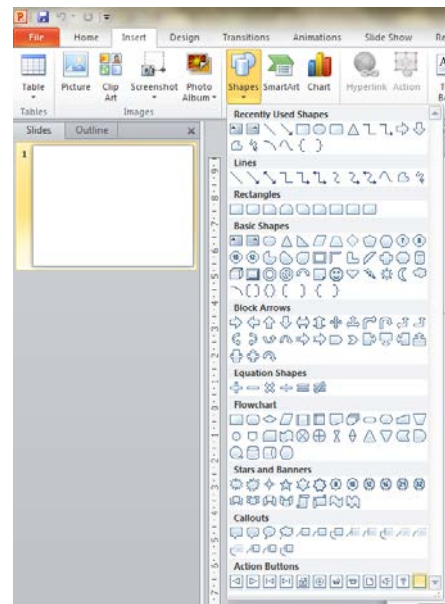 File Home Insert Design Transitions Animations Slide Show Re
Table Picture Clip Art Screenshot Photo Album Shapes SmartArt Chart Hyperlink Action
Tables Images
Slides Outline
1
Recently Used Shapes
Lines
Rectangles
Basic Shapes
Block Arrows
Equation Shapes
Flowchart
Stars and Banners
Callouts
Action Buttons